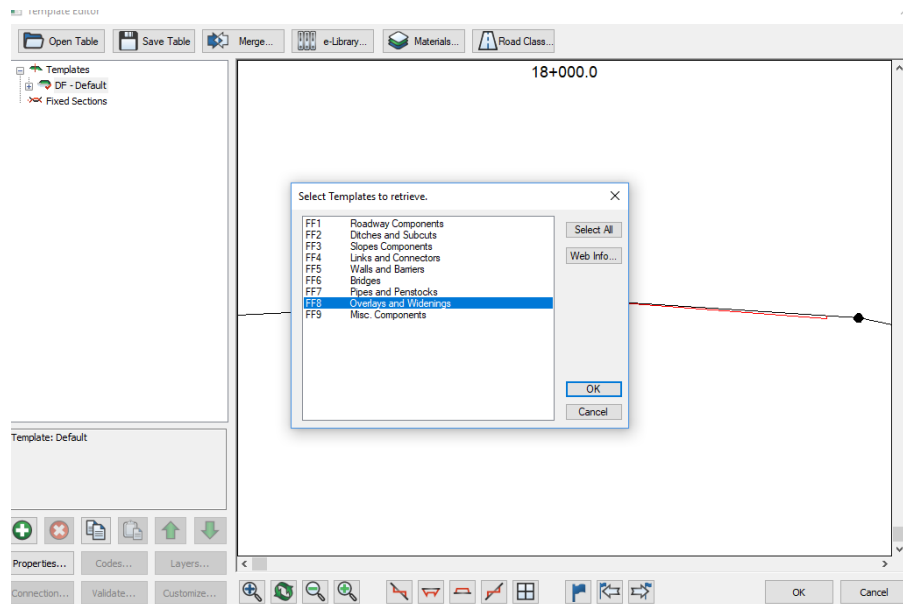 Template Editor
Open Table Save Table Merge... e-Library... Materials... Road Class...
Templates
DF - Default
Fixed Sections
18+000.0
Select Templates to retrieve.
FF1 Roadway Components
FF2 Ditches and Subcuts
FF3 Slopes Components
FF4 Links and Connectors
FF5 Walls and Barriers
FF6 Bridges
FF7 Pipes and Penstocks
FF8 Overlays and Widenings
FF9 Misc. Components
Select All
Web Info...
OK
Cancel
Template: Default
Properties... Codes... Layers...
Connection... Validate... Customize...
OK Cancel